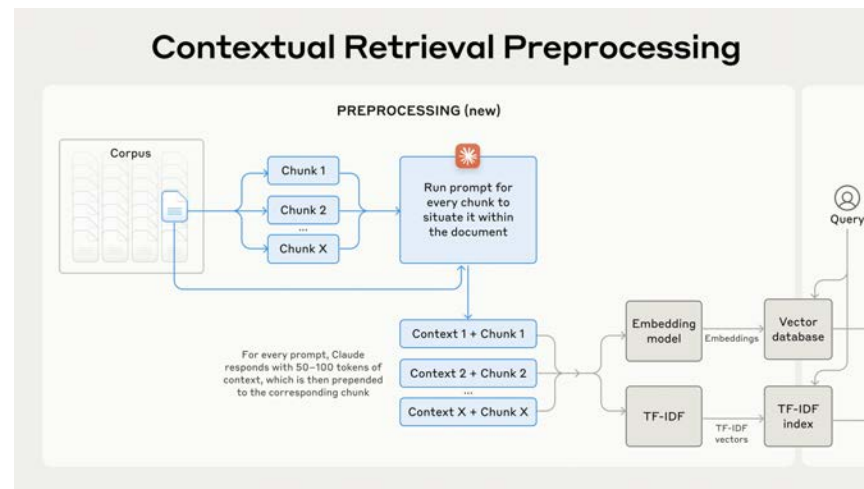 Contextual Retrieval Preprocessing
PREPROCESSING (new)
Corpus
Chunk 1
Chunk 2
...
Chunk X
Run prompt for
every chunk to
situate it within
the document
Query
Context 1 + Chunk 1
Context 2 + Chunk 2
...
Context X + Chunk X
For every prompt, Claude
responds with 50–100 tokens of
context, which is then prepended
to the corresponding chunk
Embedding
model
Embeddings
Vector
database
TF-IDF
TF-IDF
vectors
TF-IDF
index